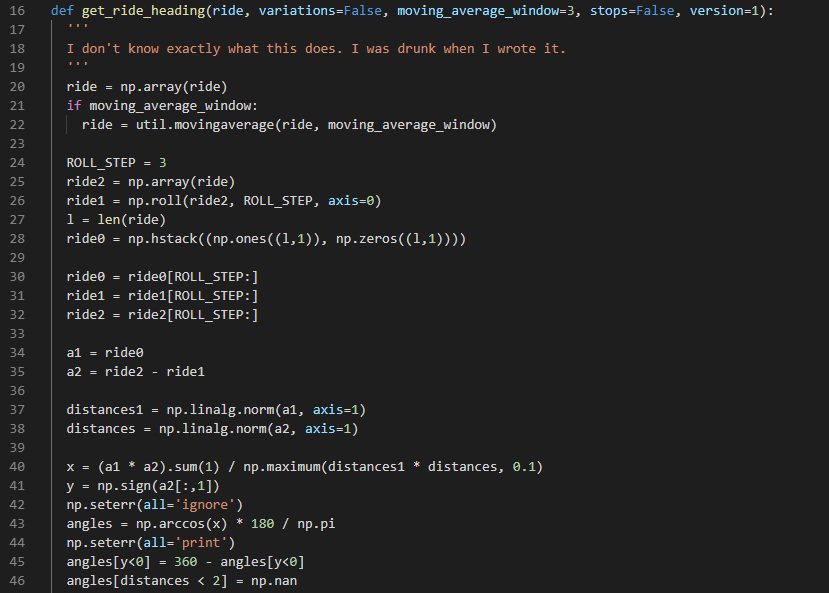 16 def get_ride_heading(ride, variations=False, moving_average_window=3, stops=False, version=1):
17 '''
18 I don't know exactly what this does. I was drunk when I wrote it.
19 '''
20 ride = np.array(ride)
21 if moving_average_window:
22 ride = util.movingaverage(ride, moving_average_window)
23
24 ROLL_STEP = 3
25 ride2 = np.array(ride)
26 ride1 = np.roll(ride2, ROLL_STEP, axis=0)
27 l = len(ride)
28 ride0 = np.hstack((np.ones((l,1)), np.zeros((l,1))))
29
30 ride0 = ride0[ROLL_STEP:]
31 ride1 = ride1[ROLL_STEP:]
32 ride2 = ride2[ROLL_STEP:]
33
34 a1 = ride0
35 a2 = ride2 - ride1
36
37 distances1 = np.linalg.norm(a1, axis=1)
38 distances = np.linalg.norm(a2, axis=1)
39
40 x = (a1 * a2).sum(1) / np.maximum(distances1 * distances, 0.1)
41 y = np.sign(a2[:,1])
42 np.seterr(all='ignore')
43 angles = np.arccos(x) * 180 / np.pi
44 np.seterr(all='print')
45 angles[y<0] = 360 - angles[y<0]
46 angles[distances < 2] = np.nan